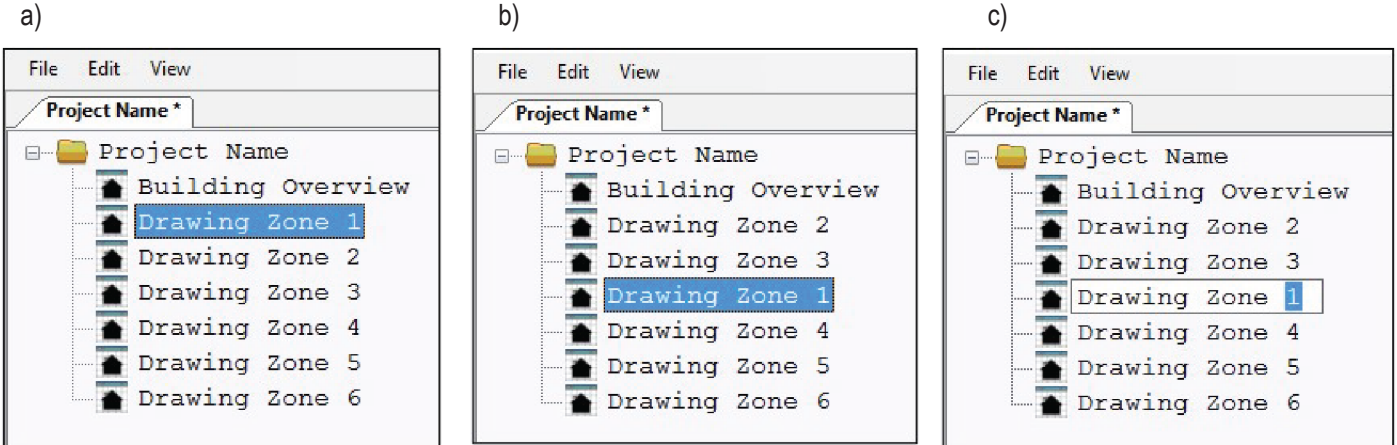 a)
File Edit View
Project Name *
Project Name
Building Overview
Drawing Zone 1
Drawing Zone 2
Drawing Zone 3
Drawing Zone 4
Drawing Zone 5
Drawing Zone 6
b)
File Edit View
Project Name *
Project Name
Building Overview
Drawing Zone 2
Drawing Zone 3
Drawing Zone 1
Drawing Zone 4
Drawing Zone 5
Drawing Zone 6
c)
File Edit View
Project Name *
Project Name
Building Overview
Drawing Zone 2
Drawing Zone 3
Drawing Zone 1
Drawing Zone 4
Drawing Zone 5
Drawing Zone 6